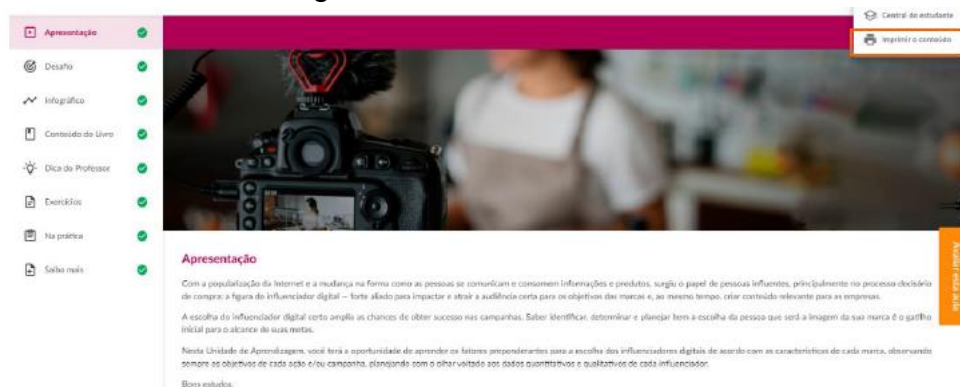 Central do estudante
Imprimir o conteúdo
Apresentação
Desafio
Infográfico
Conteúdo do Livro
Dica do Professor
Exercícios
Na prática
Saiba mais
Avaliar esta aula
Apresentação
Com a popularização da Internet e a mudança na forma como as pessoas se comunicam e consomem informações e produtos, surgiu o papel de pessoas influentes, principalmente no processo decisório
de compra: a figura do influenciador digital — forte aliado para impactar e atrair a audiência certa para os objetivos das marcas e, ao mesmo tempo, criar conteúdo relevante para as empresas.
A escolha do influenciador digital certo amplia as chances de obter sucesso nas campanhas. Saber identificar, determinar e planejar bem a escolha da pessoa que será a imagem da sua marca é o gatilho
inicial para o alcance de suas metas.
Nesta Unidade de Aprendizagem, você terá a oportunidade de aprender os fatores preponderantes para a escolha dos influenciadores digitais de acordo com as características de cada marca, observando
sempre os objetivos de cada ação e/ou campanha, planejando com o olhar voltado aos dados quantitativos e qualitativos de cada influenciador.
Bons estudos.